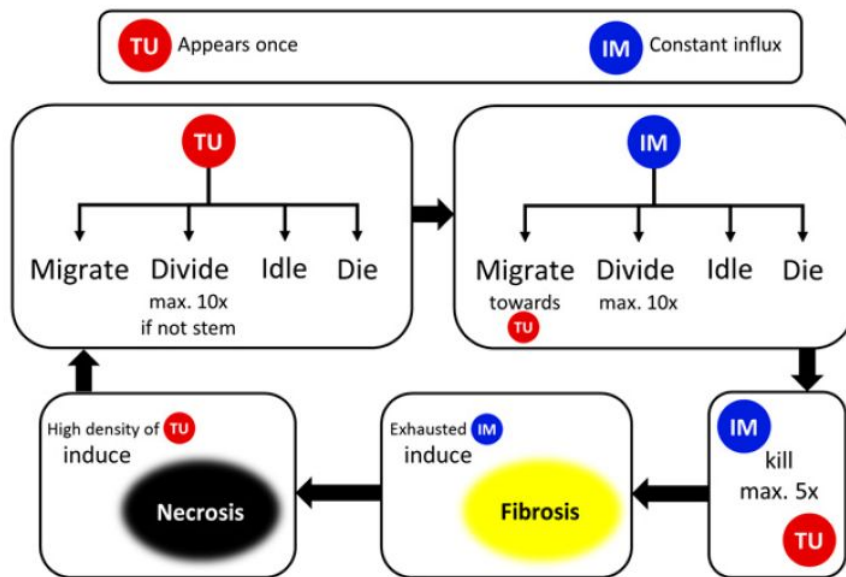 TU Appears once
IM Constant influx
TU
Migrate Divide Idle Die
max. 10x
if not stem
IM
Migrate Divide Idle Die
towards max. 10x
TU
High density of TU
induce
Necrosis
Exhausted IM
induce
Fibrosis
IM
kill
max. 5x
TU